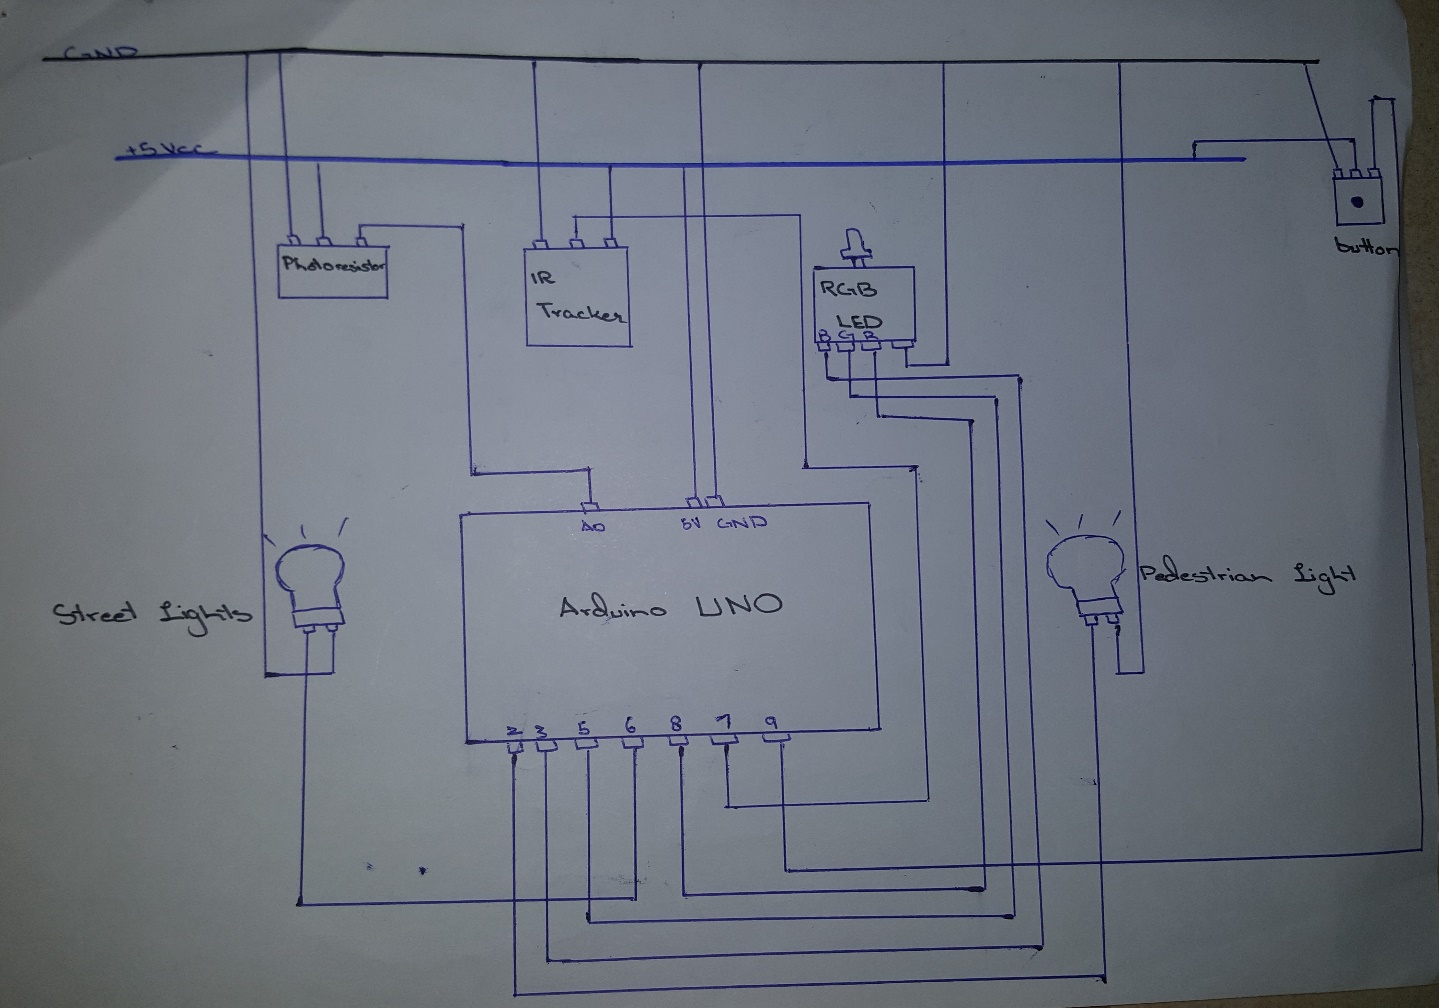 GND
+5 Vcc
Photoresistor
IR
Tracker
RGB
LED
B G R
button
A0 5V GND
Arduino UNO
Street Lights
Pedestrian Light
2 3 5 6 8 7 9